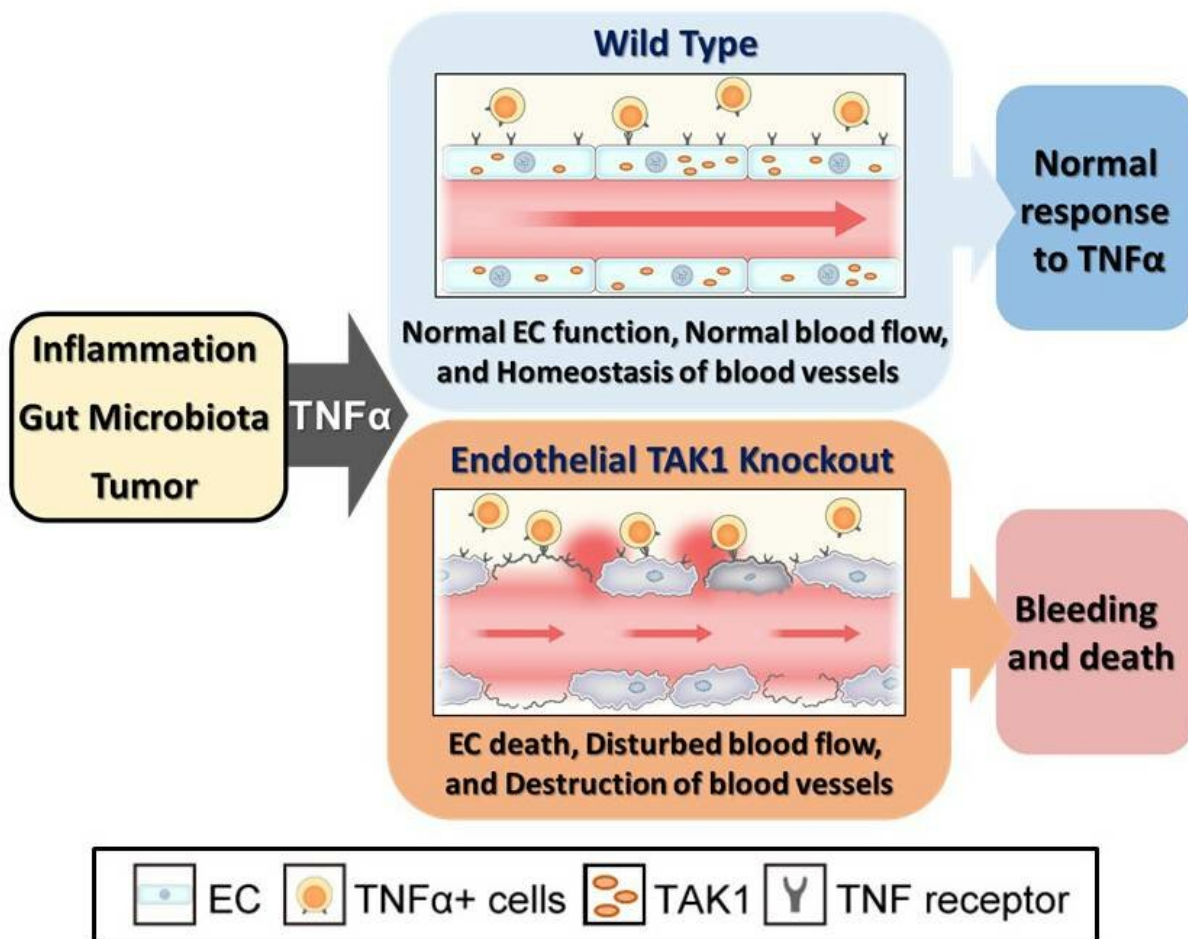 Inflammation
Gut Microbiota
Tumor
TNFα
Wild Type
Normal EC function, Normal blood flow,
and Homeostasis of blood vessels
Normal
response
to TNFα
Endothelial TAK1 Knockout
EC death, Disturbed blood flow,
and Destruction of blood vessels
Bleeding
and death
EC
TNFα+ cells
TAK1
TNF receptor